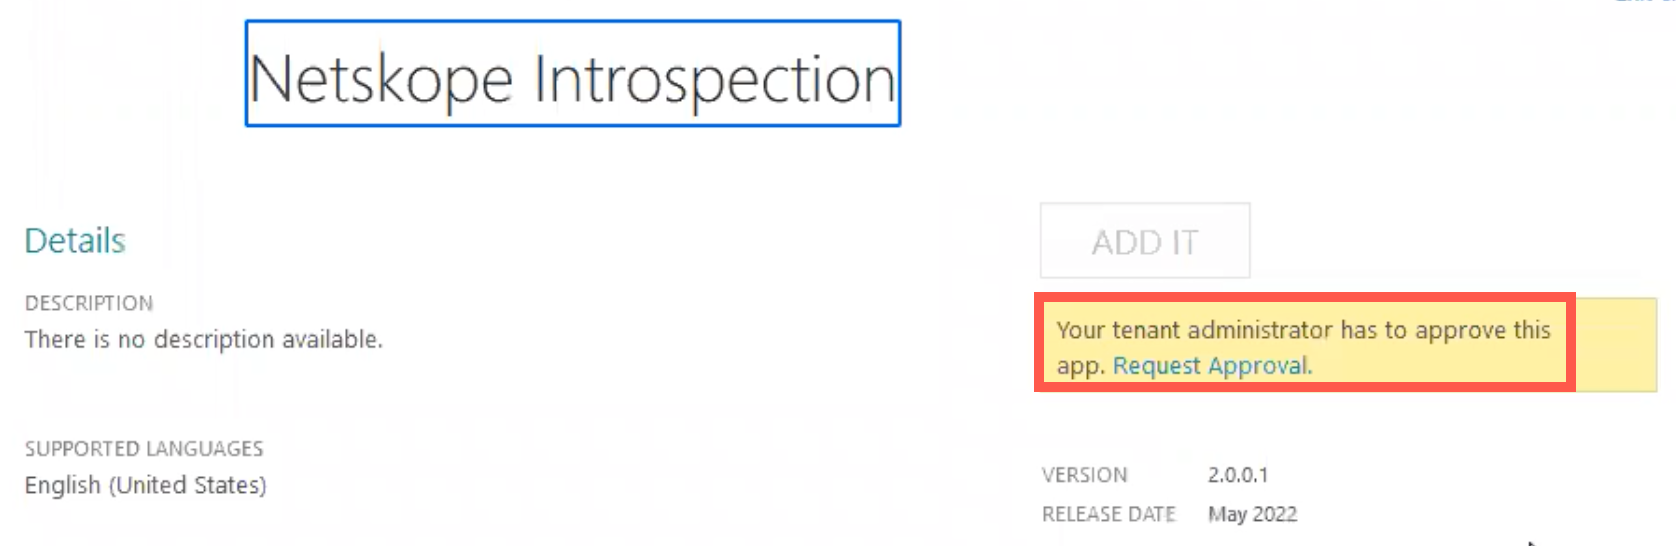 Netskope Introspection
Details
DESCRIPTION
There is no description available.
SUPPORTED LANGUAGES
English (United States)
ADD IT
Your tenant administrator has to approve this
app. Request Approval.
VERSION 2.0.0.1
RELEASE DATE May 2022